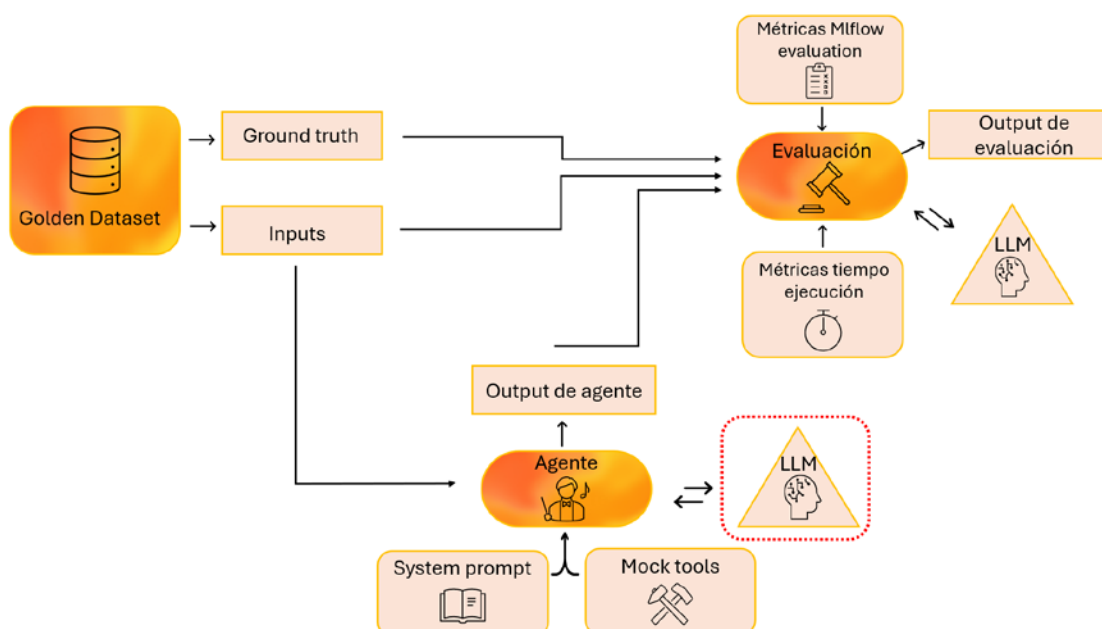 Métricas Mlflow
evaluation
Ground truth
Output de
evaluación
Evaluación
Golden Dataset
Inputs
LLM
Métricas tiempo
ejecución
Output de agente
Agente
LLM
System prompt
Mock tools